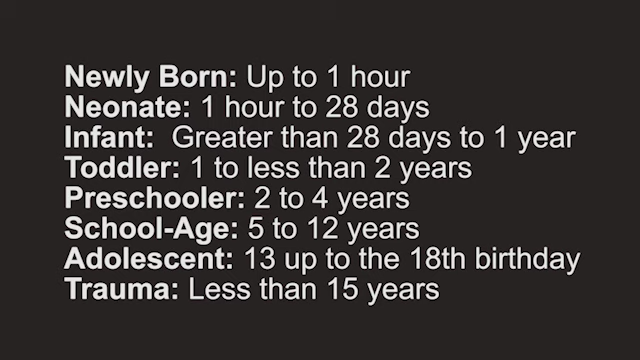 Newly Born: Up to 1 hour
Neonate: 1 hour to 28 days
Infant:  Greater than 28 days to 1 year
Toddler: 1 to less than 2 years
Preschooler: 2 to 4 years
School-Age: 5 to 12 years
Adolescent: 13 up to the 18th birthday
Trauma: Less than 15 years